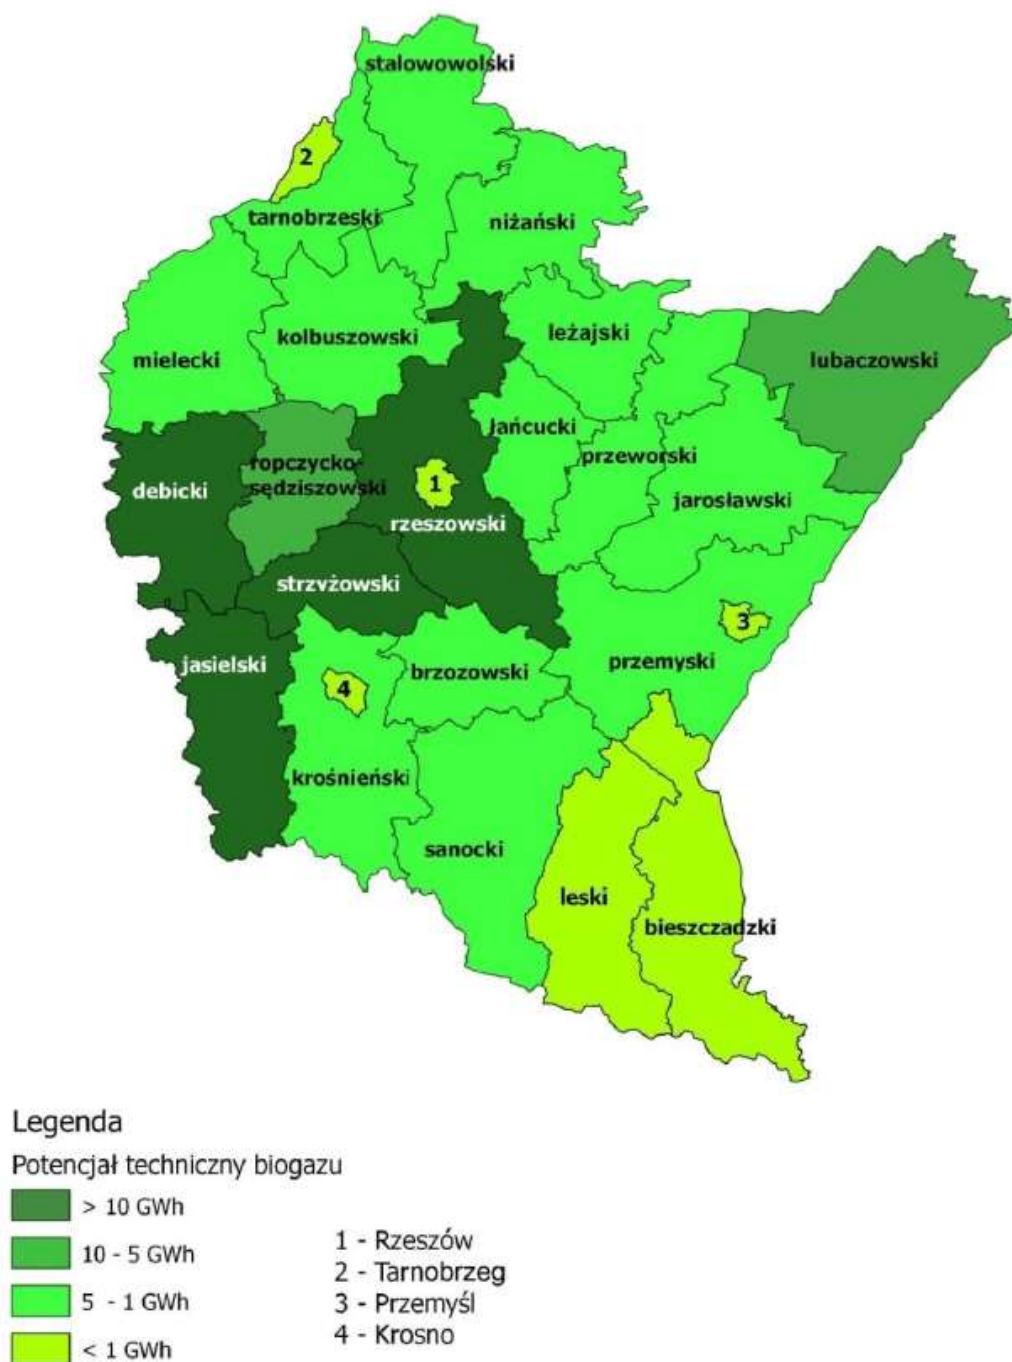 stalowowolski
2
tarnobrzeski
niżański
kolbuszowski
leżajski
mielecki
lubaczowski
łańcucki
ropczycko-
sędziszowski
przeworski
1
debicki
jarosławski
rzeszowski
strzyżowski
3
jasielski
przemyski
brzozowski
4
krośnieński
sanocki
leski
bieszczadzki
Legenda
Potencjał techniczny biogazu
> 10 GWh
10 - 5 GWh
5 - 1 GWh
< 1 GWh
1 - Rzeszów
2 - Tarnobrzeg
3 - Przemyśl
4 - Krosno